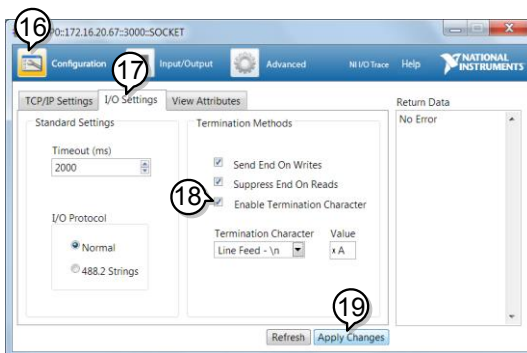 16
P0::172.16.20.67::3000::SOCKET
Configuration
Input/Output
Advanced
NI I/O Trace
Help
NATIONAL
INSTRUMENTS
17
TCP/IP Settings
I/O Settings
View Attributes
Return Data
No Error
Standard Settings
Timeout (ms)
2000
I/O Protocol
Normal
488.2 Strings
Termination Methods
Send End On Writes
Suppress End On Reads
18
Enable Termination Character
Termination Character
Value
Line Feed - \n
x A
19
Refresh
Apply Changes